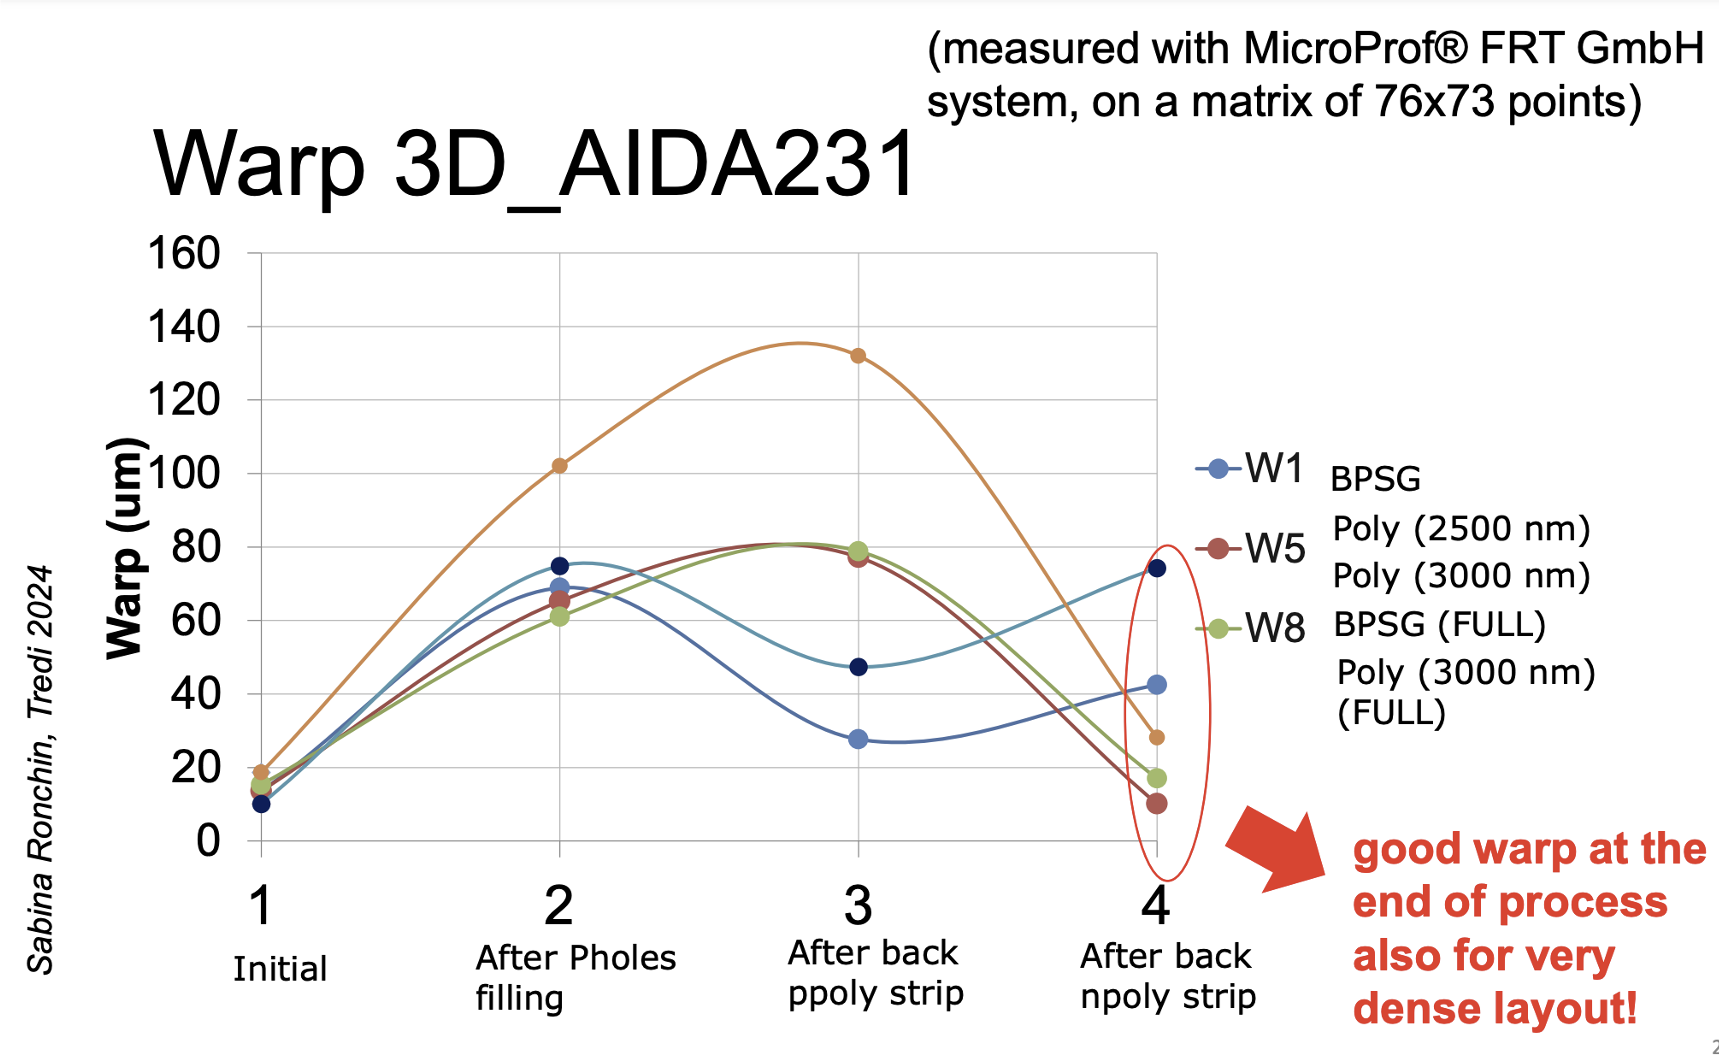 (measured with MicroProf® FRT GmbH
system, on a matrix of 76x73 points)
Warp 3D_AIDA231
Warp (um)
160
140
120
100
80
60
40
20
0
1
2
3
4
Initial
After Pholes
filling
After back
ppoly strip
After back
npoly strip
W1
W5
W8
BPSG
Poly (2500 nm)
Poly (3000 nm)
BPSG (FULL)
Poly (3000 nm)
(FULL)
good warp at the
end of process
also for very
dense layout!
Sabina Ronchin, Tredi 2024